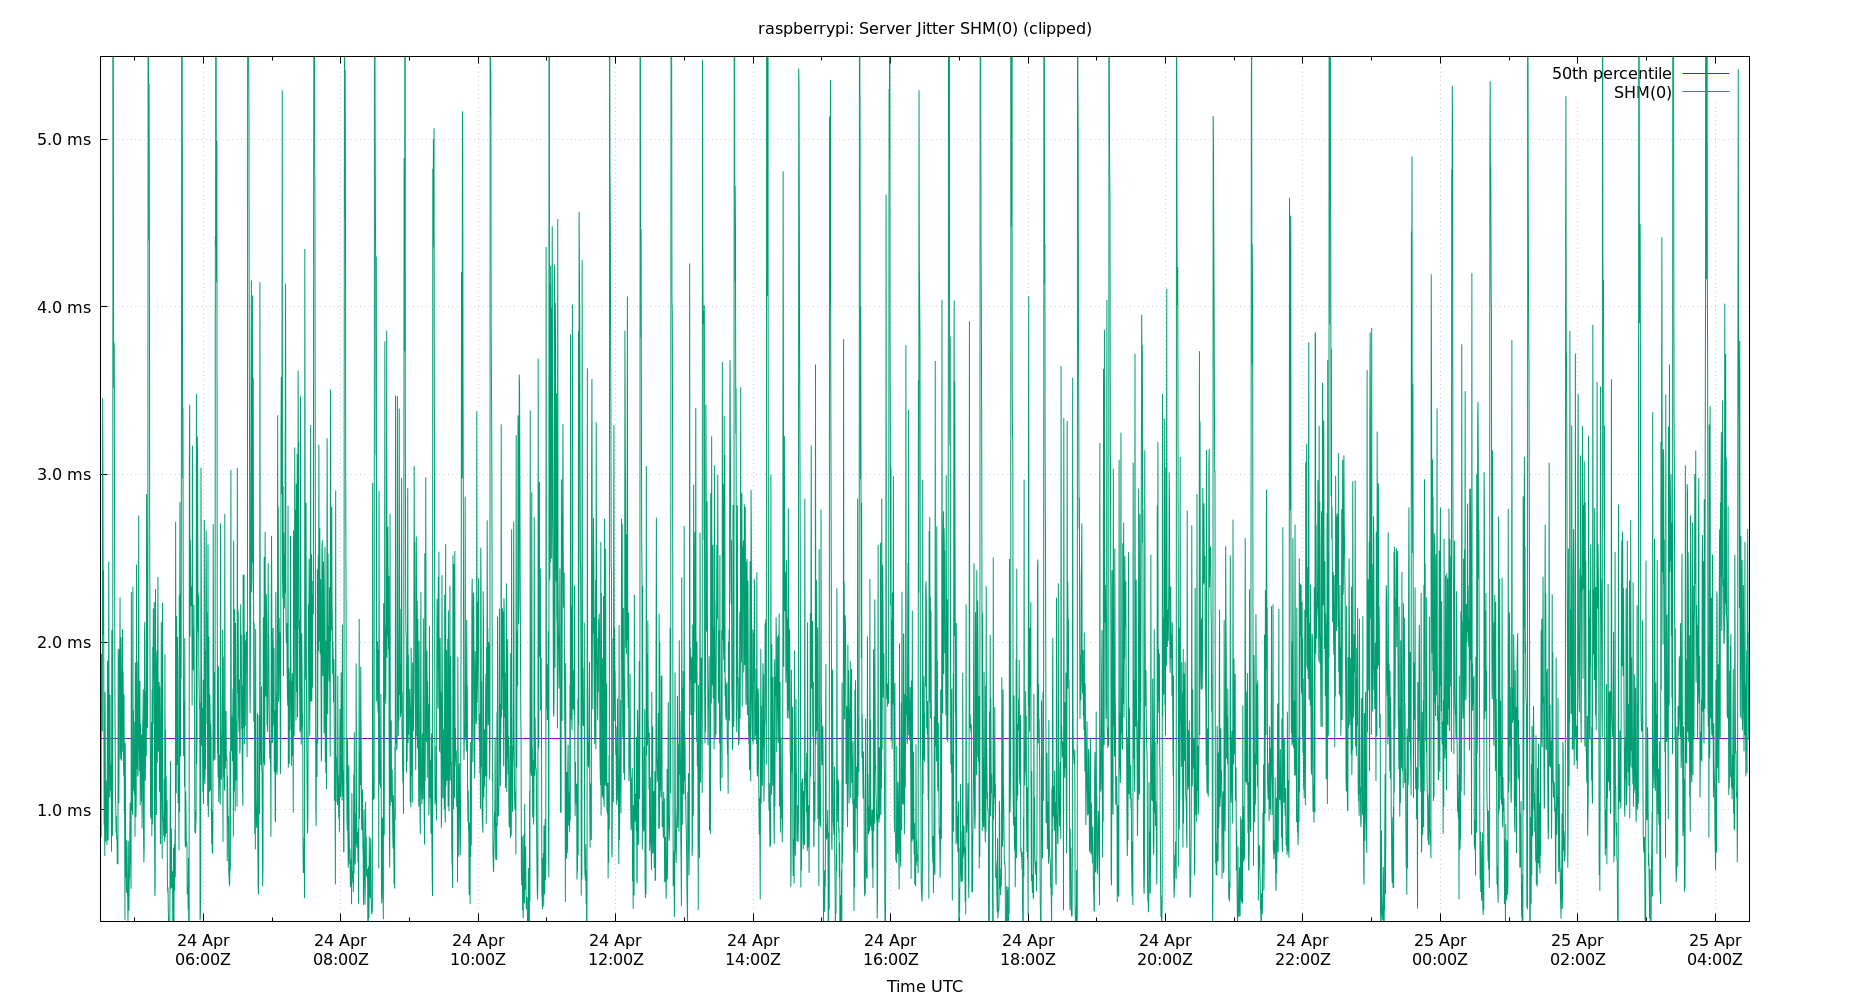 raspberrypi: Server Jitter SHM(0) (clipped)
50th percentile
SHM(0)
5.0 ms
4.0 ms
3.0 ms
2.0 ms
1.0 ms
24 Apr 24 Apr 24 Apr 24 Apr 24 Apr 24 Apr 24 Apr 24 Apr 24 Apr 25 Apr 25 Apr 25 Apr
06:00Z 08:00Z 10:00Z 12:00Z 14:00Z 16:00Z 18:00Z 20:00Z 22:00Z 00:00Z 02:00Z 04:00Z
Time UTC